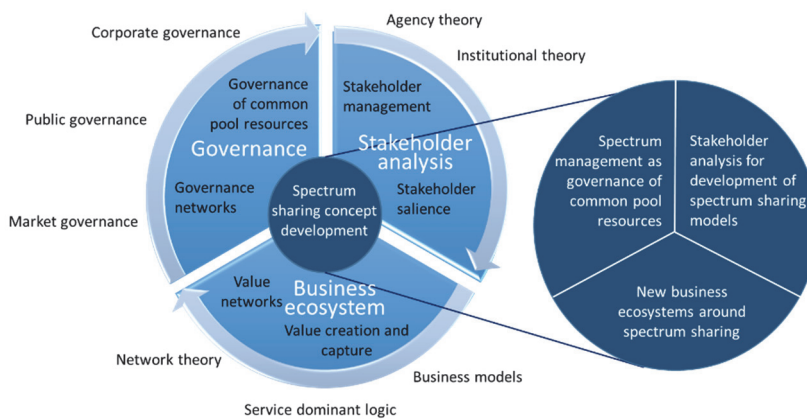 Corporate governance
Agency theory
Institutional theory
Public governance
Market governance
Governance
of common
pool resources
Governance
Governance
networks
Stakeholder
management
Stakeholder
analysis
Stakeholder
salience
Spectrum
sharing concept
development
Value
networks
Business
ecosystem
Value creation and
capture
Network theory
Business models
Service dominant logic
Spectrum
management as
governance of
common pool
resources
Stakeholder
analysis for
development of
spectrum sharing
models
New business
ecosystems around
spectrum sharing